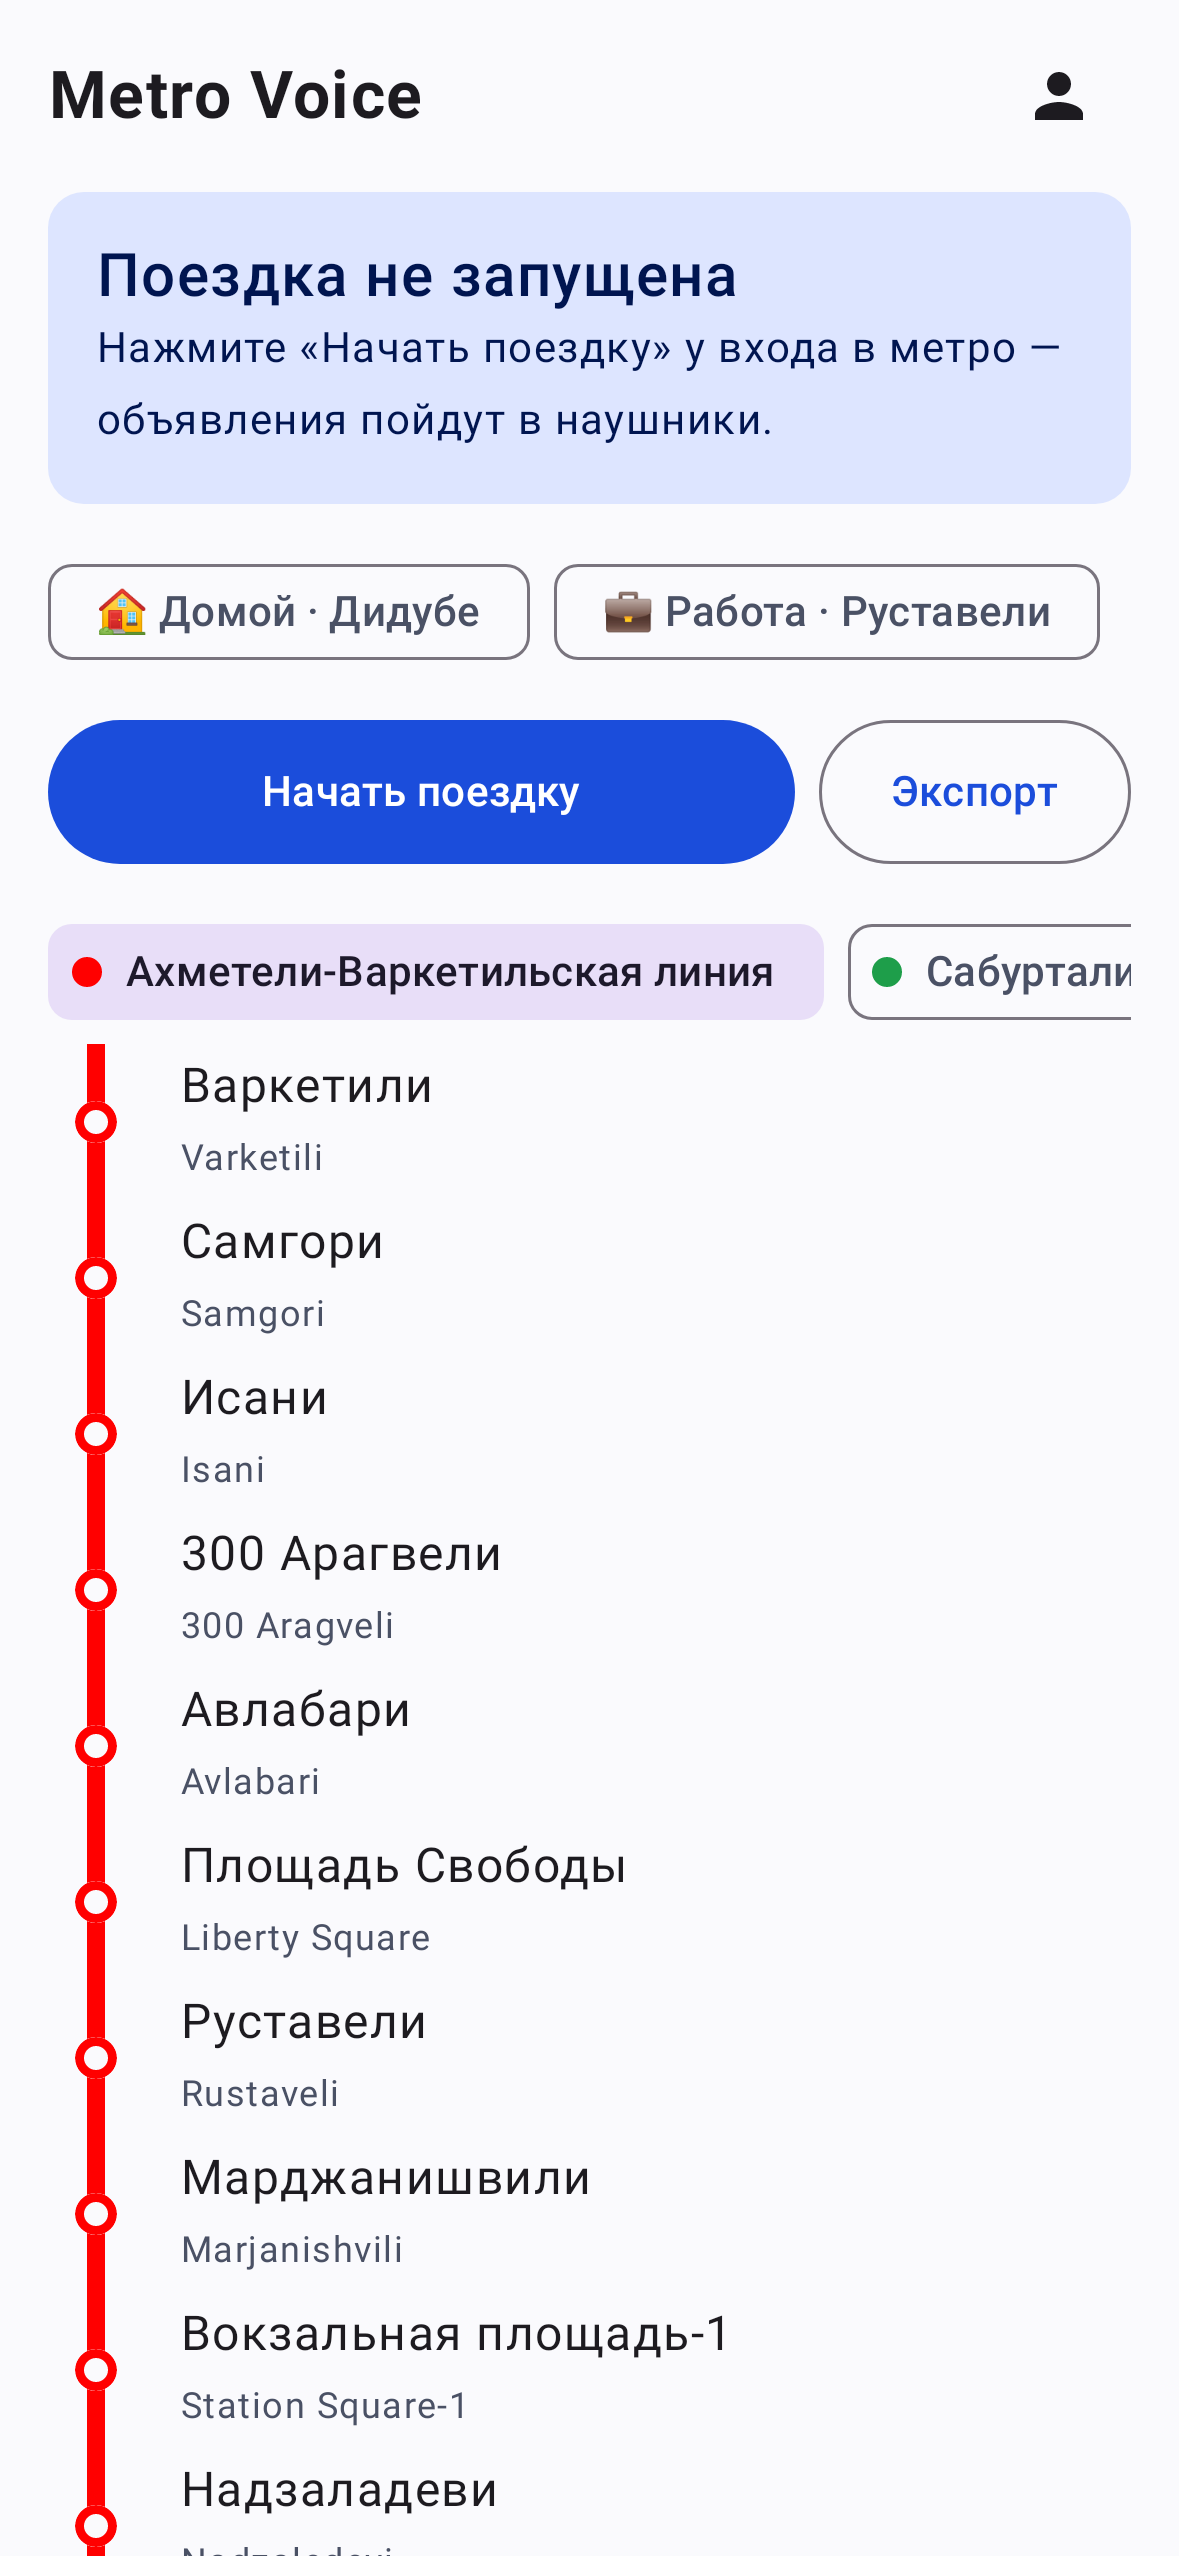 Metro Voice
Поездка не запущена
Нажмите «Начать поездку» у входа в метро —
объявления пойдут в наушники.
Домой · Дидубе
Работа · Руставели
Начать поездку
Экспорт
Ахметели-Варкетильская линия
Варкетили
Varketili
Самгори
Samgori
Исани
Isani
300 Арагвели
300 Aragveli
Авлабари
Avlabari
Площадь Свободы
Liberty Square
Руставели
Rustaveli
Марджанишвили
Marjanishvili
Вокзальная площадь-1
Station Square-1
Надзаладеви